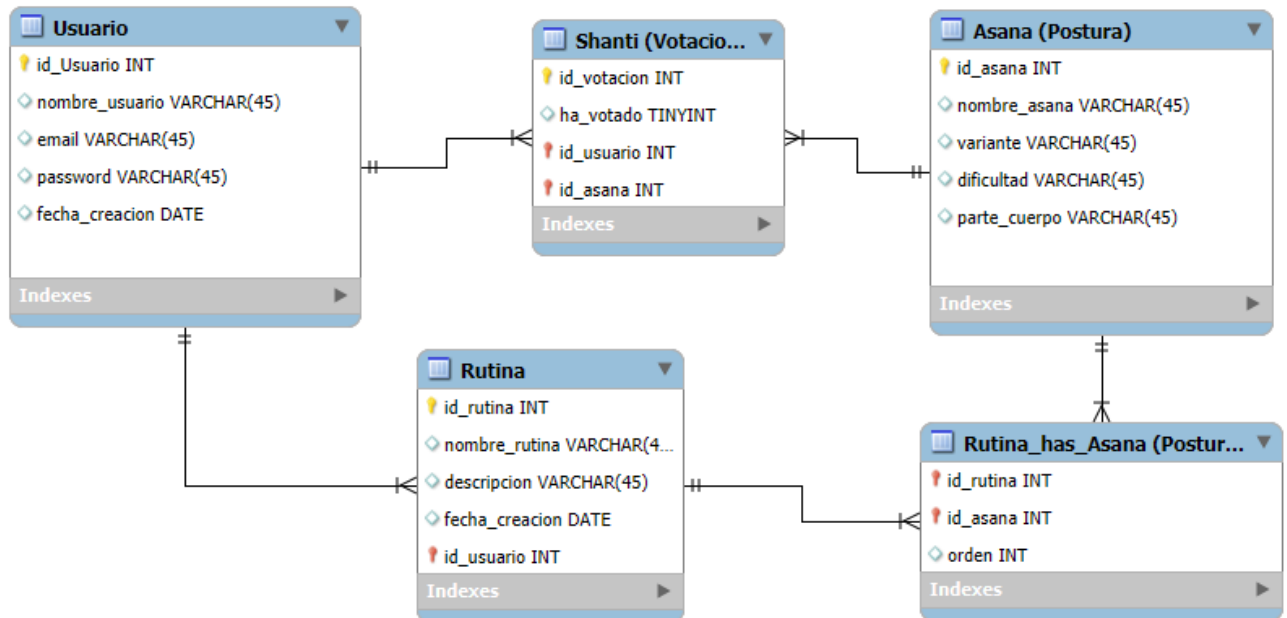 Usuario
id_Usuario INT
nombre_usuario VARCHAR(45)
email VARCHAR(45)
password VARCHAR(45)
fecha_creacion DATE
Indexes
Shanti (Votacio...
id_votacion INT
ha_votado TINYINT
id_usuario INT
id_asana INT
Indexes
Asana (Postura)
id_asana INT
nombre_asana VARCHAR(45)
variante VARCHAR(45)
dificultad VARCHAR(45)
parte_cuerpo VARCHAR(45)
Indexes
Rutina
id_rutina INT
nombre_rutina VARCHAR(4...
descripcion VARCHAR(45)
fecha_creacion DATE
id_usuario INT
Indexes
Rutina_has_Asana (Postur...
id_rutina INT
id_asana INT
orden INT
Indexes